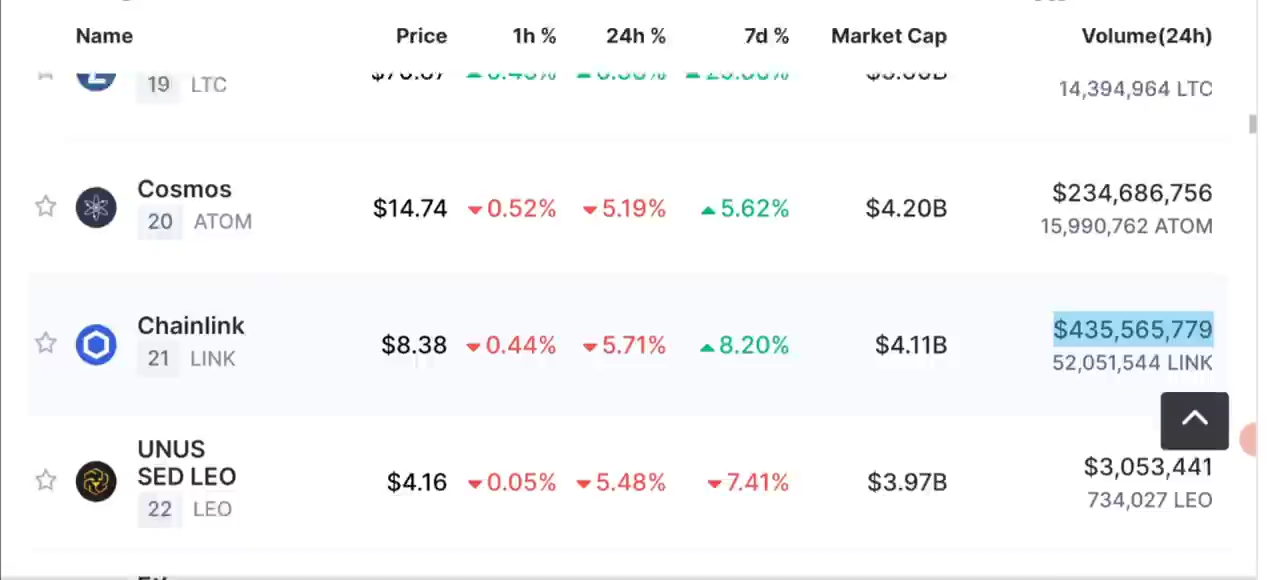 Name Price 1h % 24h % 7d % Market Cap Volume(24h)
19 LTC 14,394,964 LTC
Cosmos
20 ATOM
$14.74 0.52% 5.19% 5.62% $4.20B
$234,686,756
15,990,762 ATOM
Chainlink
21 LINK
$8.38 0.44% 5.71% 8.20% $4.11B
$435,565,779
52,051,544 LINK
UNUS
SED LEO
22 LEO
$4.16 0.05% 5.48% 7.41% $3.97B
$3,053,441
734,027 LEO